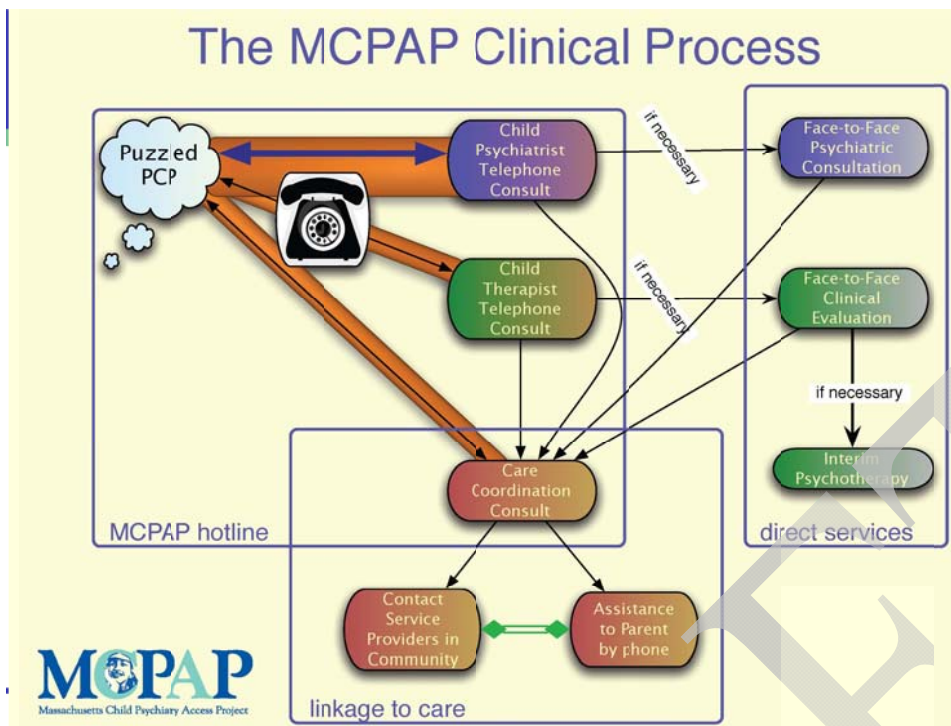 The MCPAP Clinical Process
Puzzled
PCP
Child
Psychiatrist
Telephone
Consult
if necessary
Face-to-Face
Psychiatric
Consultation
Child
Therapist
Telephone
Consult
if necessary
Face-to-Face
Clinical
Evaluation
if necessary
Interim
Psychotherapy
direct services
Care
Coordination
Consult
MCPAP hotline
Contact
Service
Providers in
Community
Assistance
to Parent
by phone
linkage to care
MCPAP
Massachusetts Child Psychiatry Access Project